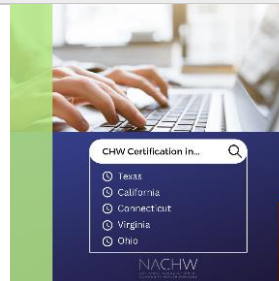 CHW Certification in...
Texas
California
Connecticut
Virginia
Ohio
NACHW